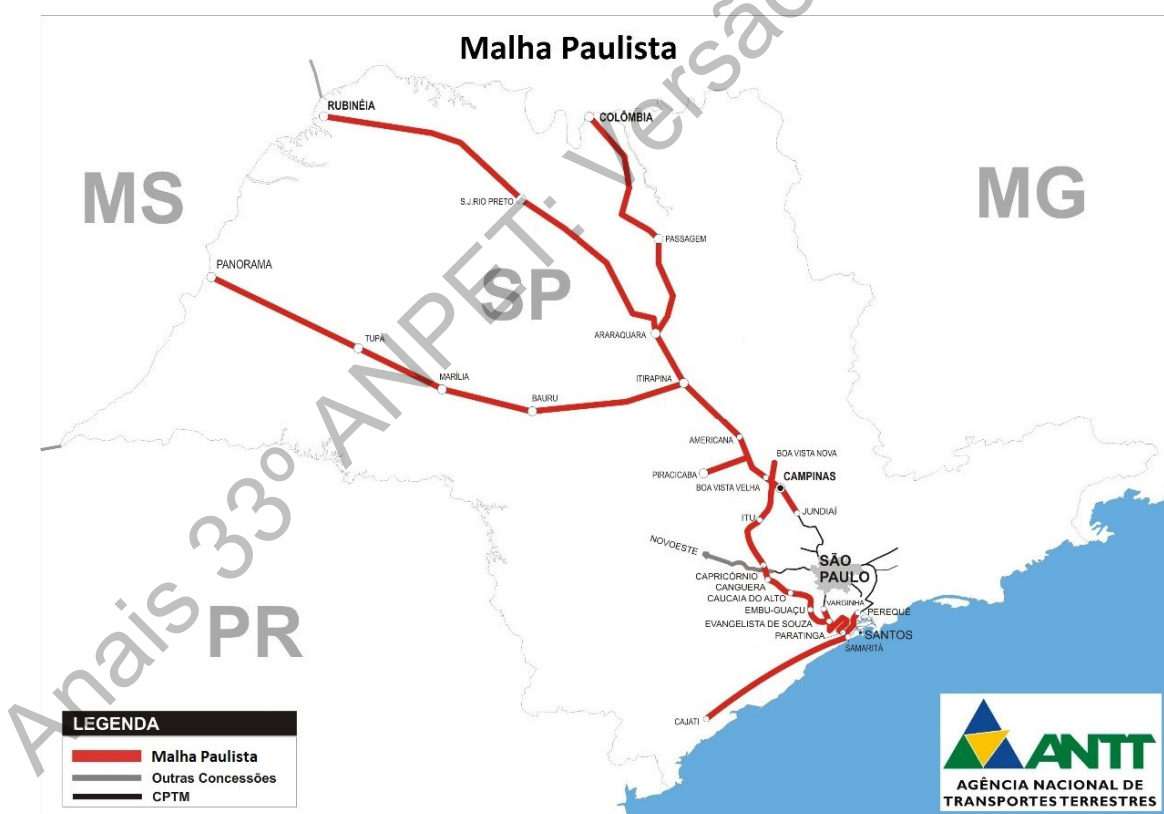 Malha Paulista
RUBINÉIA
COLÔMBIA
MS
MG
S.J.RIO PRETO
PASSAGEM
PANORAMA
SP
ARARAQUARA
TUPÃ
MARÍLIA
ITIRAPINA
BAURU
AMERICANA
BOA VISTA NOVA
PIRACICABA
CAMPINAS
BOA VISTA VELHA
ITU
JUNDIAÍ
NOVOESTE
SÃO
PAULO
CAPRICÓRNIO
CANGUERA
CAUCAIA DO ALTO
VARGINHA
EMBU-GUAÇU
PEREQUÊ
EVANGELISTA DE SOUZA
PARATINGA
SANTOS
SAMARITÁ
PR
CAJATI
LEGENDA
Malha Paulista
Outras Concessões
CPTM
ANTT
AGÊNCIA NACIONAL DE
TRANSPORTES TERRESTRES
Anais 33º ANPET: Versão